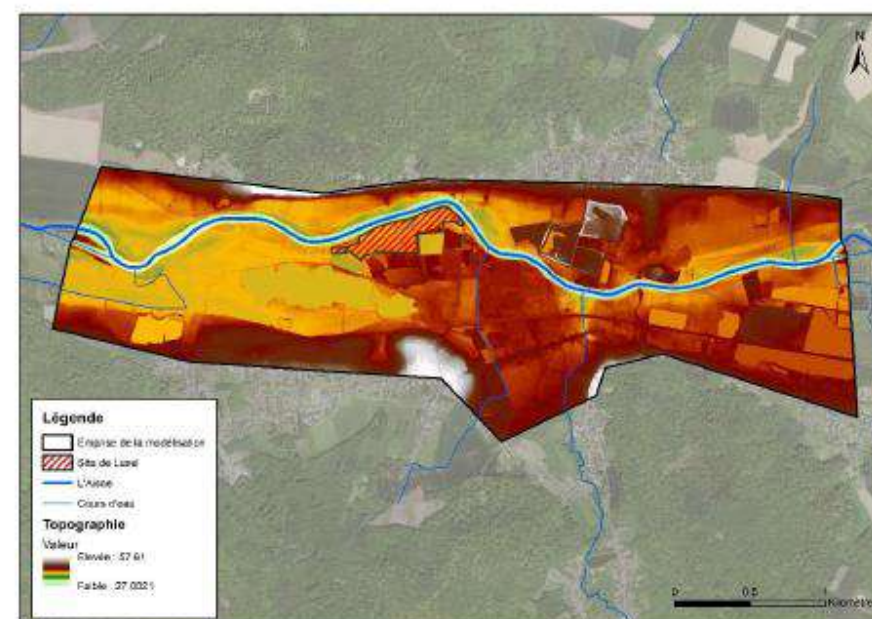 N
Légende
Emprise de la modélisation
Site de Luzel
L'Aisne
Cours d'eau
Topographie
Valeur
Elevée : 57.61
Faible : 27.0021
0 0.5 1
Kilomètre